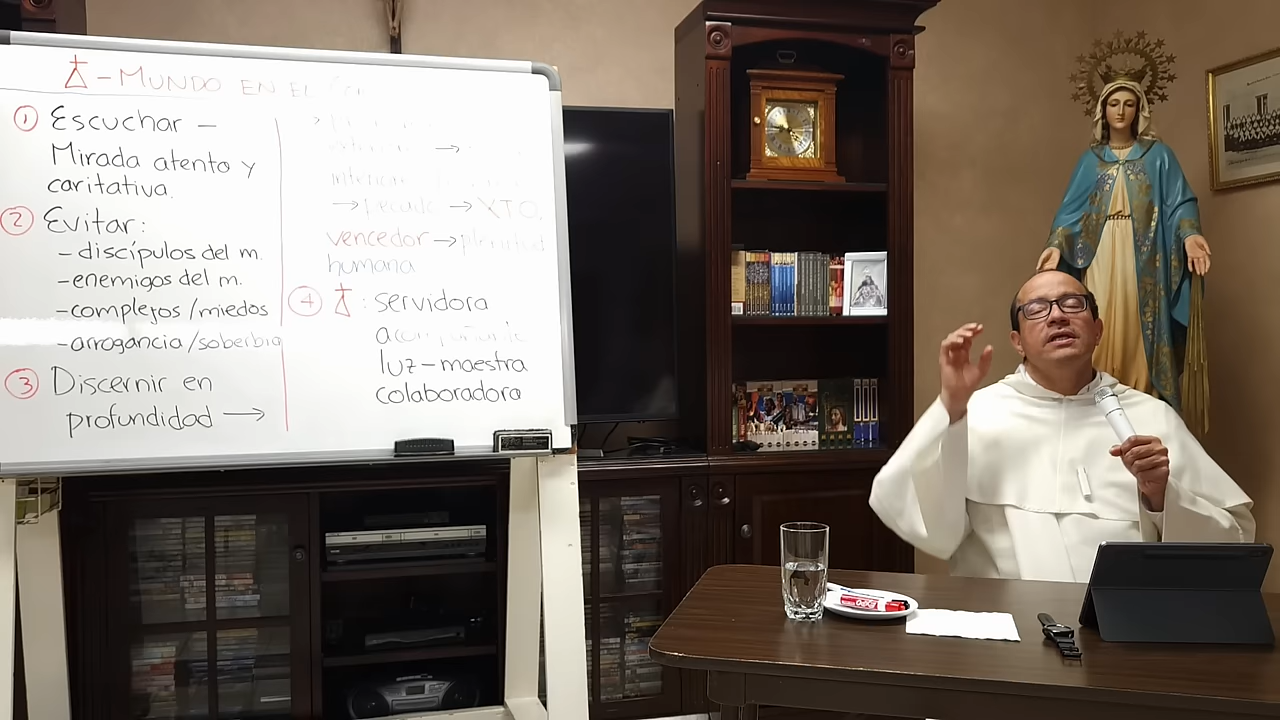 - MUNDO EN EL
① Escuchar -
Mirada atenta y
caritativa.
② Evitar:
- discípulos del m.
- enemigos del m.
- complejos / miedos
- arrogancia / soberbia
③ Discernir en
profundidad →
→
→ pecado → XTO.
vencedor → plenitud
humana
④ : servidora
luz - maestra
colaboradora